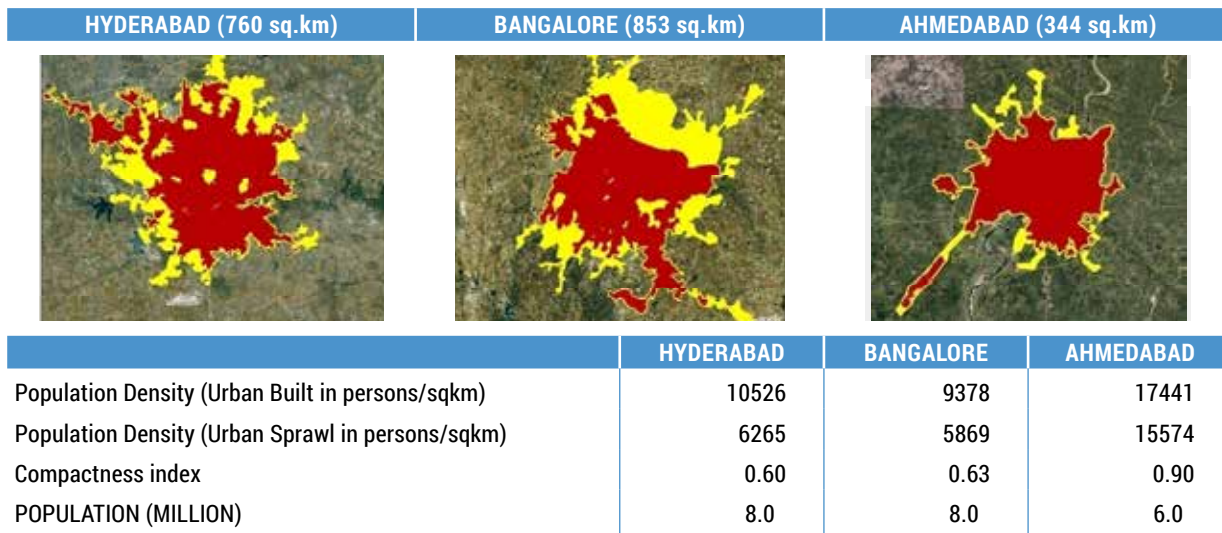 HYDERABAD (760 sq.km) BANGALORE (853 sq.km) AHMEDABAD (344 sq.km)
HYDERABAD BANGALORE AHMEDABAD
Population Density (Urban Built in persons/sqkm) 10526 9378 17441
Population Density (Urban Sprawl in persons/sqkm) 6265 5869 15574
Compactness index 0.60 0.63 0.90
POPULATION (MILLION) 8.0 8.0 6.0